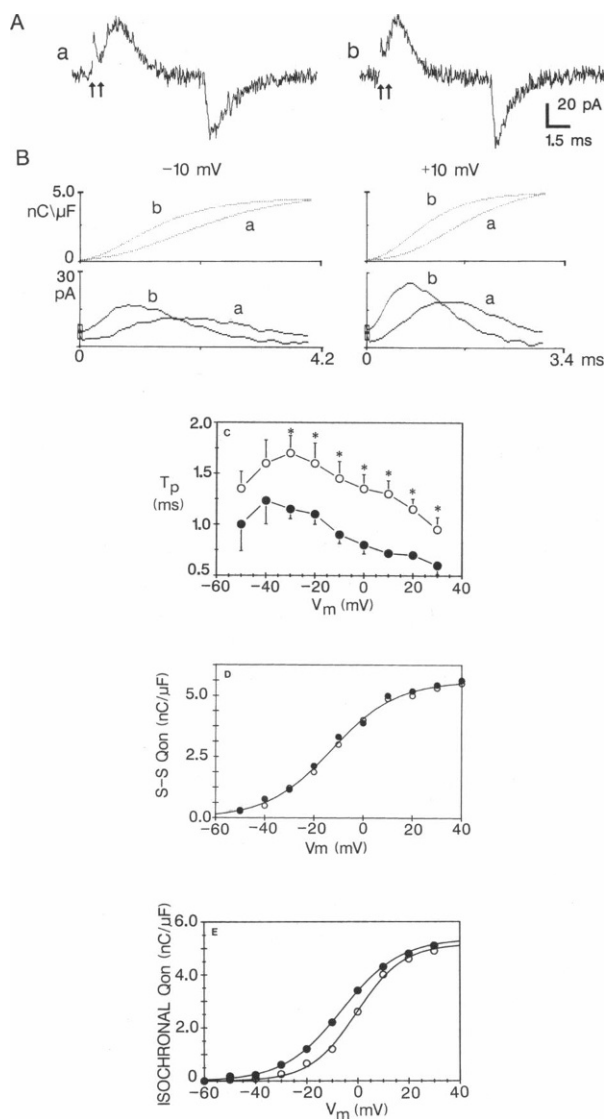 A
a
b
20 pA
1.5 ms
B
−10 mV
+10 mV
5.0
nC\μF
0
b
a
b
a
30
pA
0
b
a
4.2
b
a
0
3.4 ms
C
2.0
1.5
1.0
0.5
Tp
(ms)
* * * * * * *
−60 −40 −20 0 20 40
Vm (mV)
D
5.0
2.5
0.0
S−S Qon (nC/μF)
−60 −40 −20 0 20 40
Vm (mV)
E
6.0
4.0
2.0
0
ISOCHRONAL Qon (nC/μF)
−60 −40 −20 0 20 40
Vm (mV)